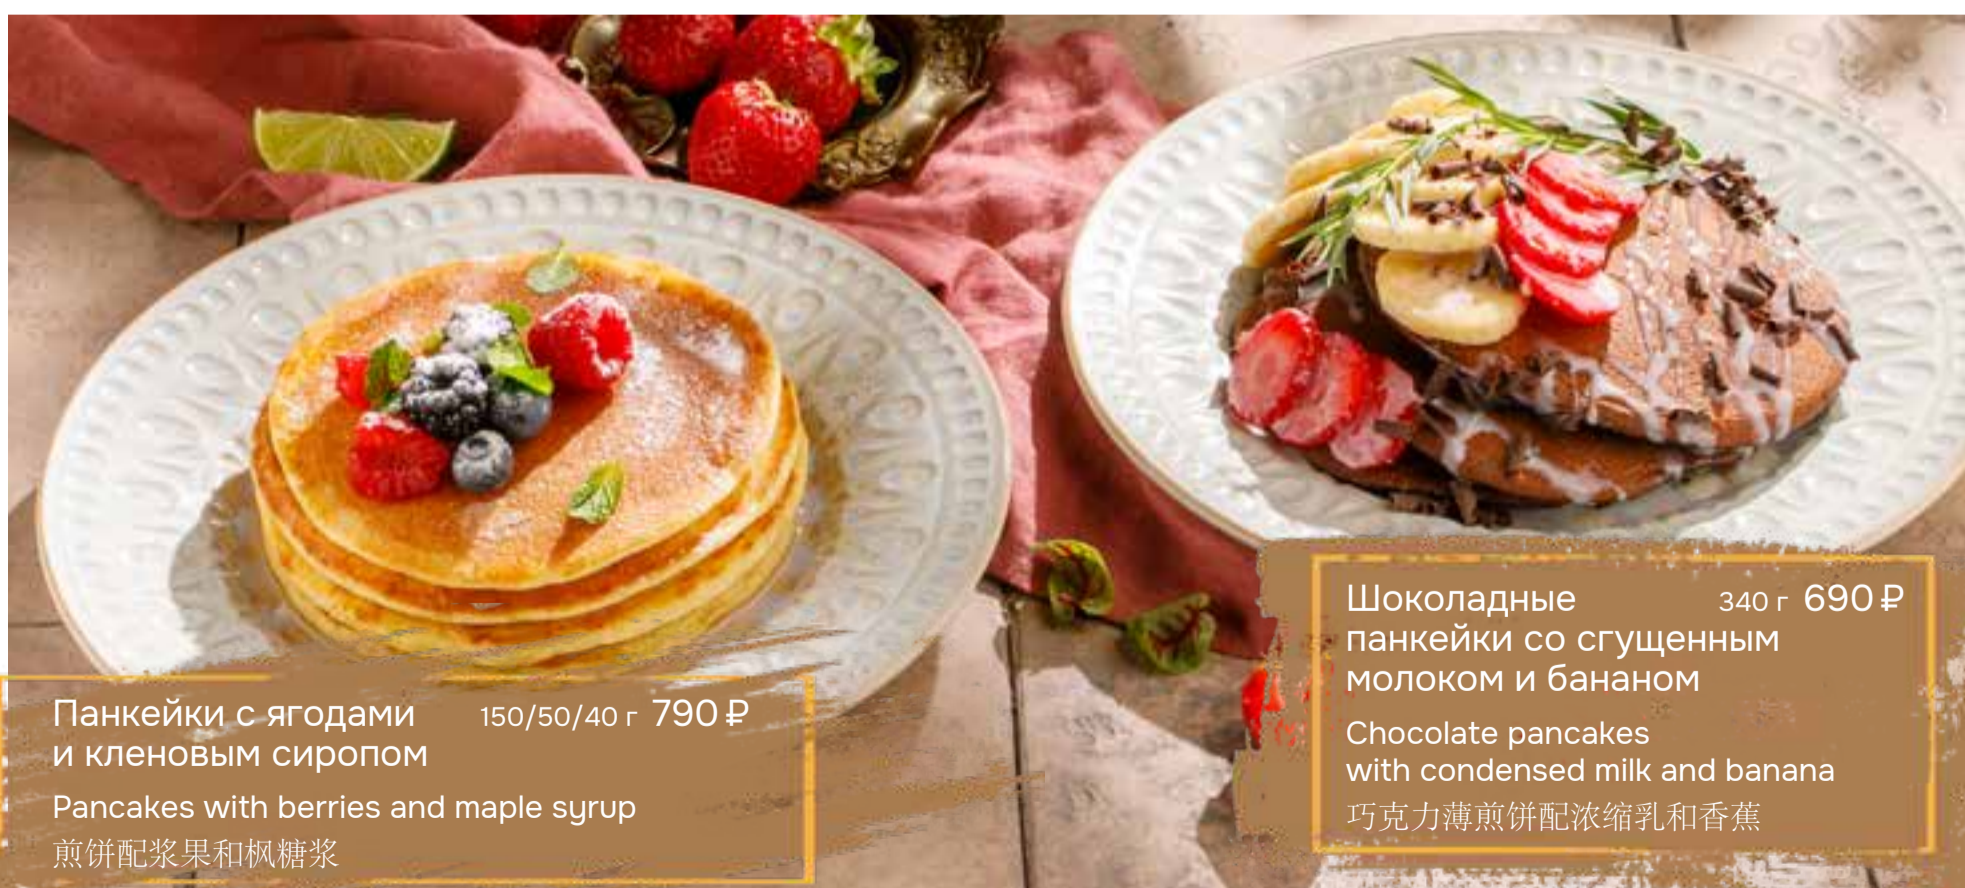 Панкейки с ягодами 150/50/40 г 790 ₽
и кленовым сиропом
Pancakes with berries and maple syrup
煎饼配浆果和枫糖浆
Шоколадные 340 г 690 ₽
панкейки со сгущенным
молоком и бананом
Chocolate pancakes
with condensed milk and banana
巧克力薄煎饼配浓缩乳和香蕉